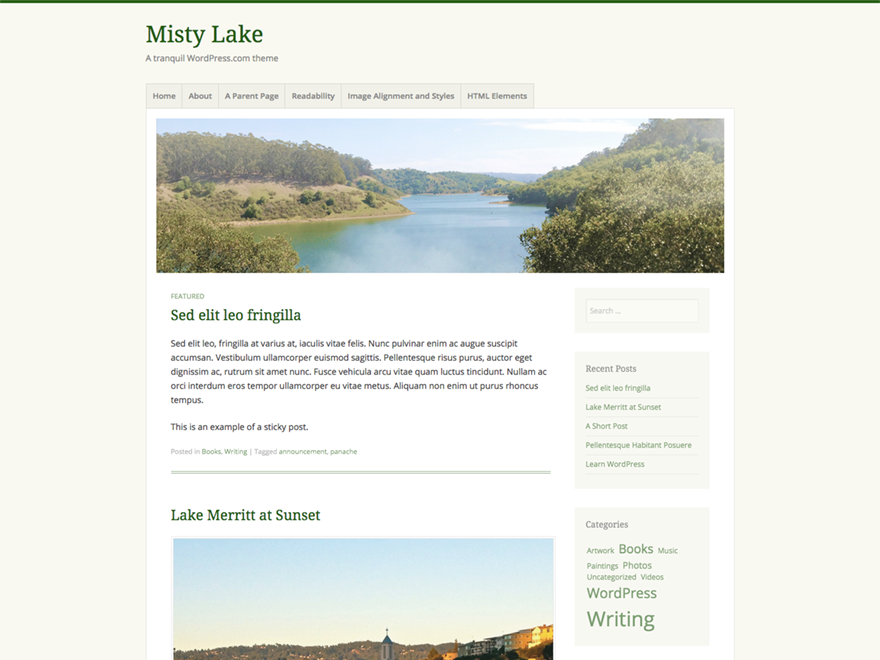 Misty Lake
A tranquil WordPress.com theme
Home About A Parent Page Readability Image Alignment and Styles HTML Elements
FEATURED
Sed elit leo fringilla
Sed elit leo, fringilla at varius at, iaculis vitae felis. Nunc pulvinar enim ac augue suscipit
accumsan. Vestibulum ullamcorper euismod sagittis. Pellentesque risus purus, auctor eget
dignissim ac, rutrum sit amet nunc. Fusce vehicula arcu vitae quam luctus tincidunt. Nullam ac
orci interdum eros tempor ullamcorper eu vitae metus. Aliquam non enim ut purus rhoncus
tempus.
This is an example of a sticky post.
Posted in Books, Writing | Tagged announcement, panache
Lake Merritt at Sunset
Search ...
Recent Posts
Sed elit leo fringilla
Lake Merritt at Sunset
A Short Post
Pellentesque Habitant Posuere
Learn WordPress
Categories
Artwork Books Music
Paintings Photos
Uncategorized Videos
WordPress
Writing